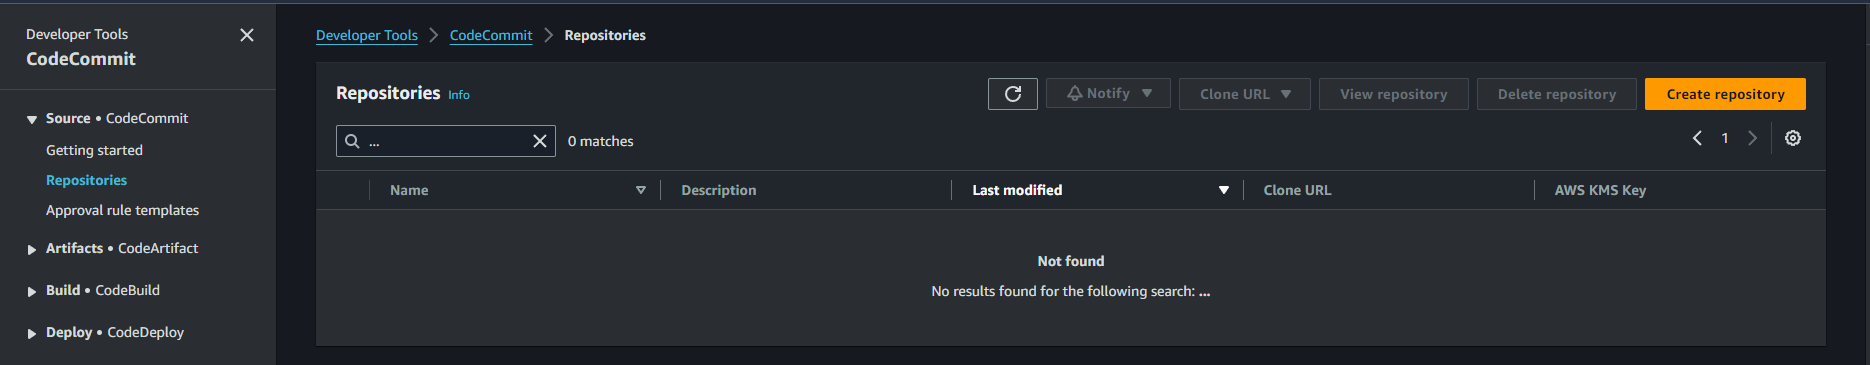 Developer Tools
CodeCommit
Source • CodeCommit
Getting started
Repositories
Approval rule templates
Artifacts • CodeArtifact
Build • CodeBuild
Deploy • CodeDeploy
Developer Tools > CodeCommit > Repositories
Repositories Info
Notify
Clone URL
View repository
Delete repository
Create repository
...
0 matches
1
Name Description Last modified Clone URL AWS KMS Key
Not found
No results found for the following search: ...